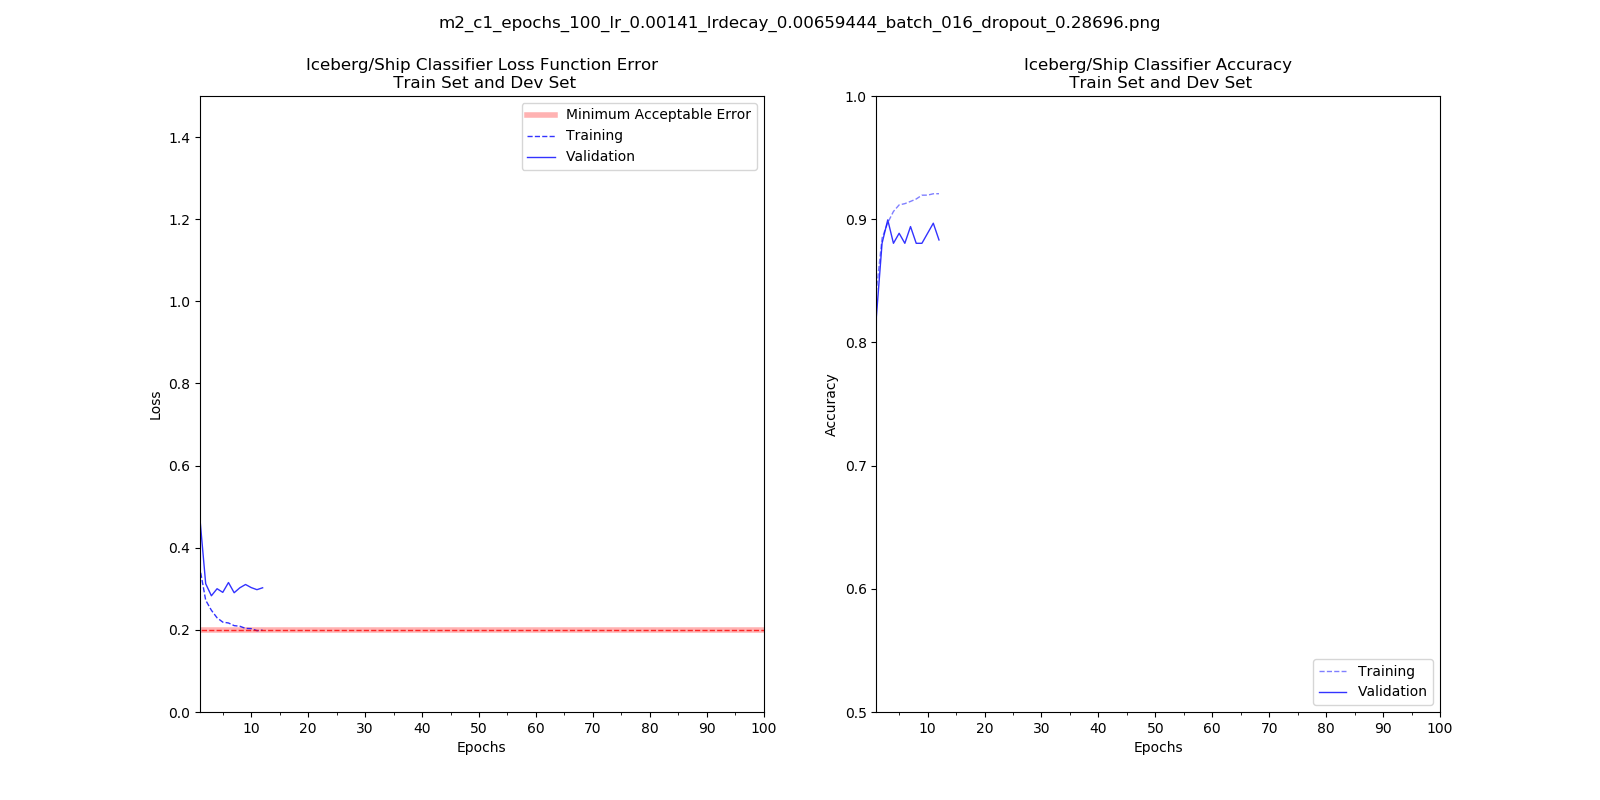 m2_c1_epochs_100_lr_0.00141_lrdecay_0.00659444_batch_016_dropout_0.28696.png
Iceberg/Ship Classifier Loss Function Error
Train Set and Dev Set
Minimum Acceptable Error
Training
Validation
1.4
1.2
1.0
0.8
0.6
0.4
0.2
0.0
Loss
10 20 30 40 50 60 70 80 90 100
Epochs
Iceberg/Ship Classifier Accuracy
Train Set and Dev Set
1.0
0.9
0.8
0.7
0.6
0.5
Accuracy
Training
Validation
10 20 30 40 50 60 70 80 90 100
Epochs